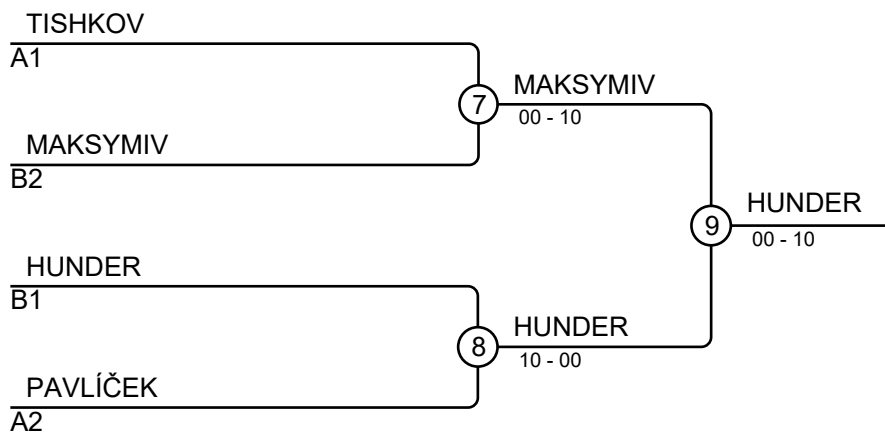 TISHKOV
A1
7
MAKSYMIV
00 - 10
MAKSYMIV
B2
9
HUNDER
00 - 10
HUNDER
B1
8
HUNDER
10 - 00
PAVLÍČEK
A2